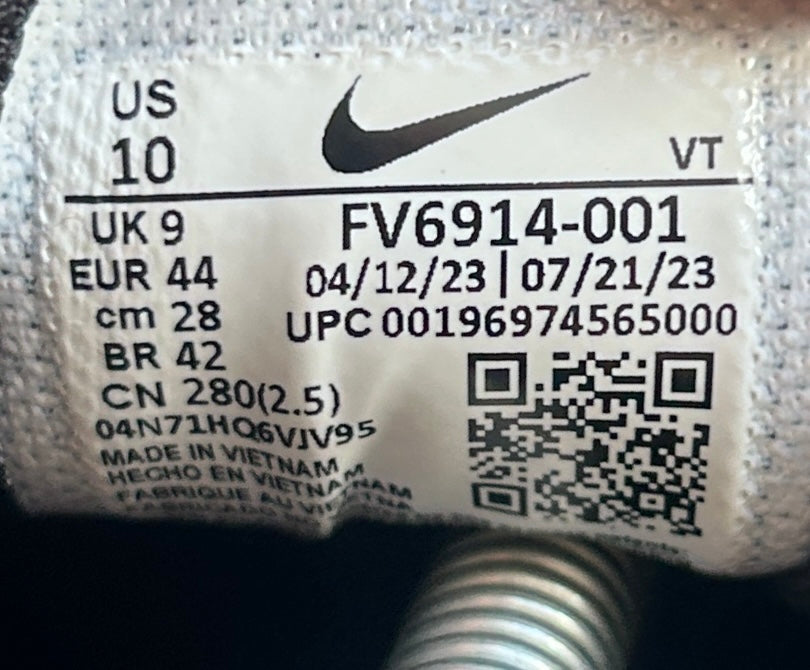 US
10
VT
UK 9
FV6914-001
EUR 44
04/12/23 | 07/21/23
cm 28
UPC 00196974565000
BR 42
CN 280(2.5)
04N71HQ6VJV95
MADE IN VIETNAM
HECHO EN VIETNAM
FABRIQUE AU VIETNAM